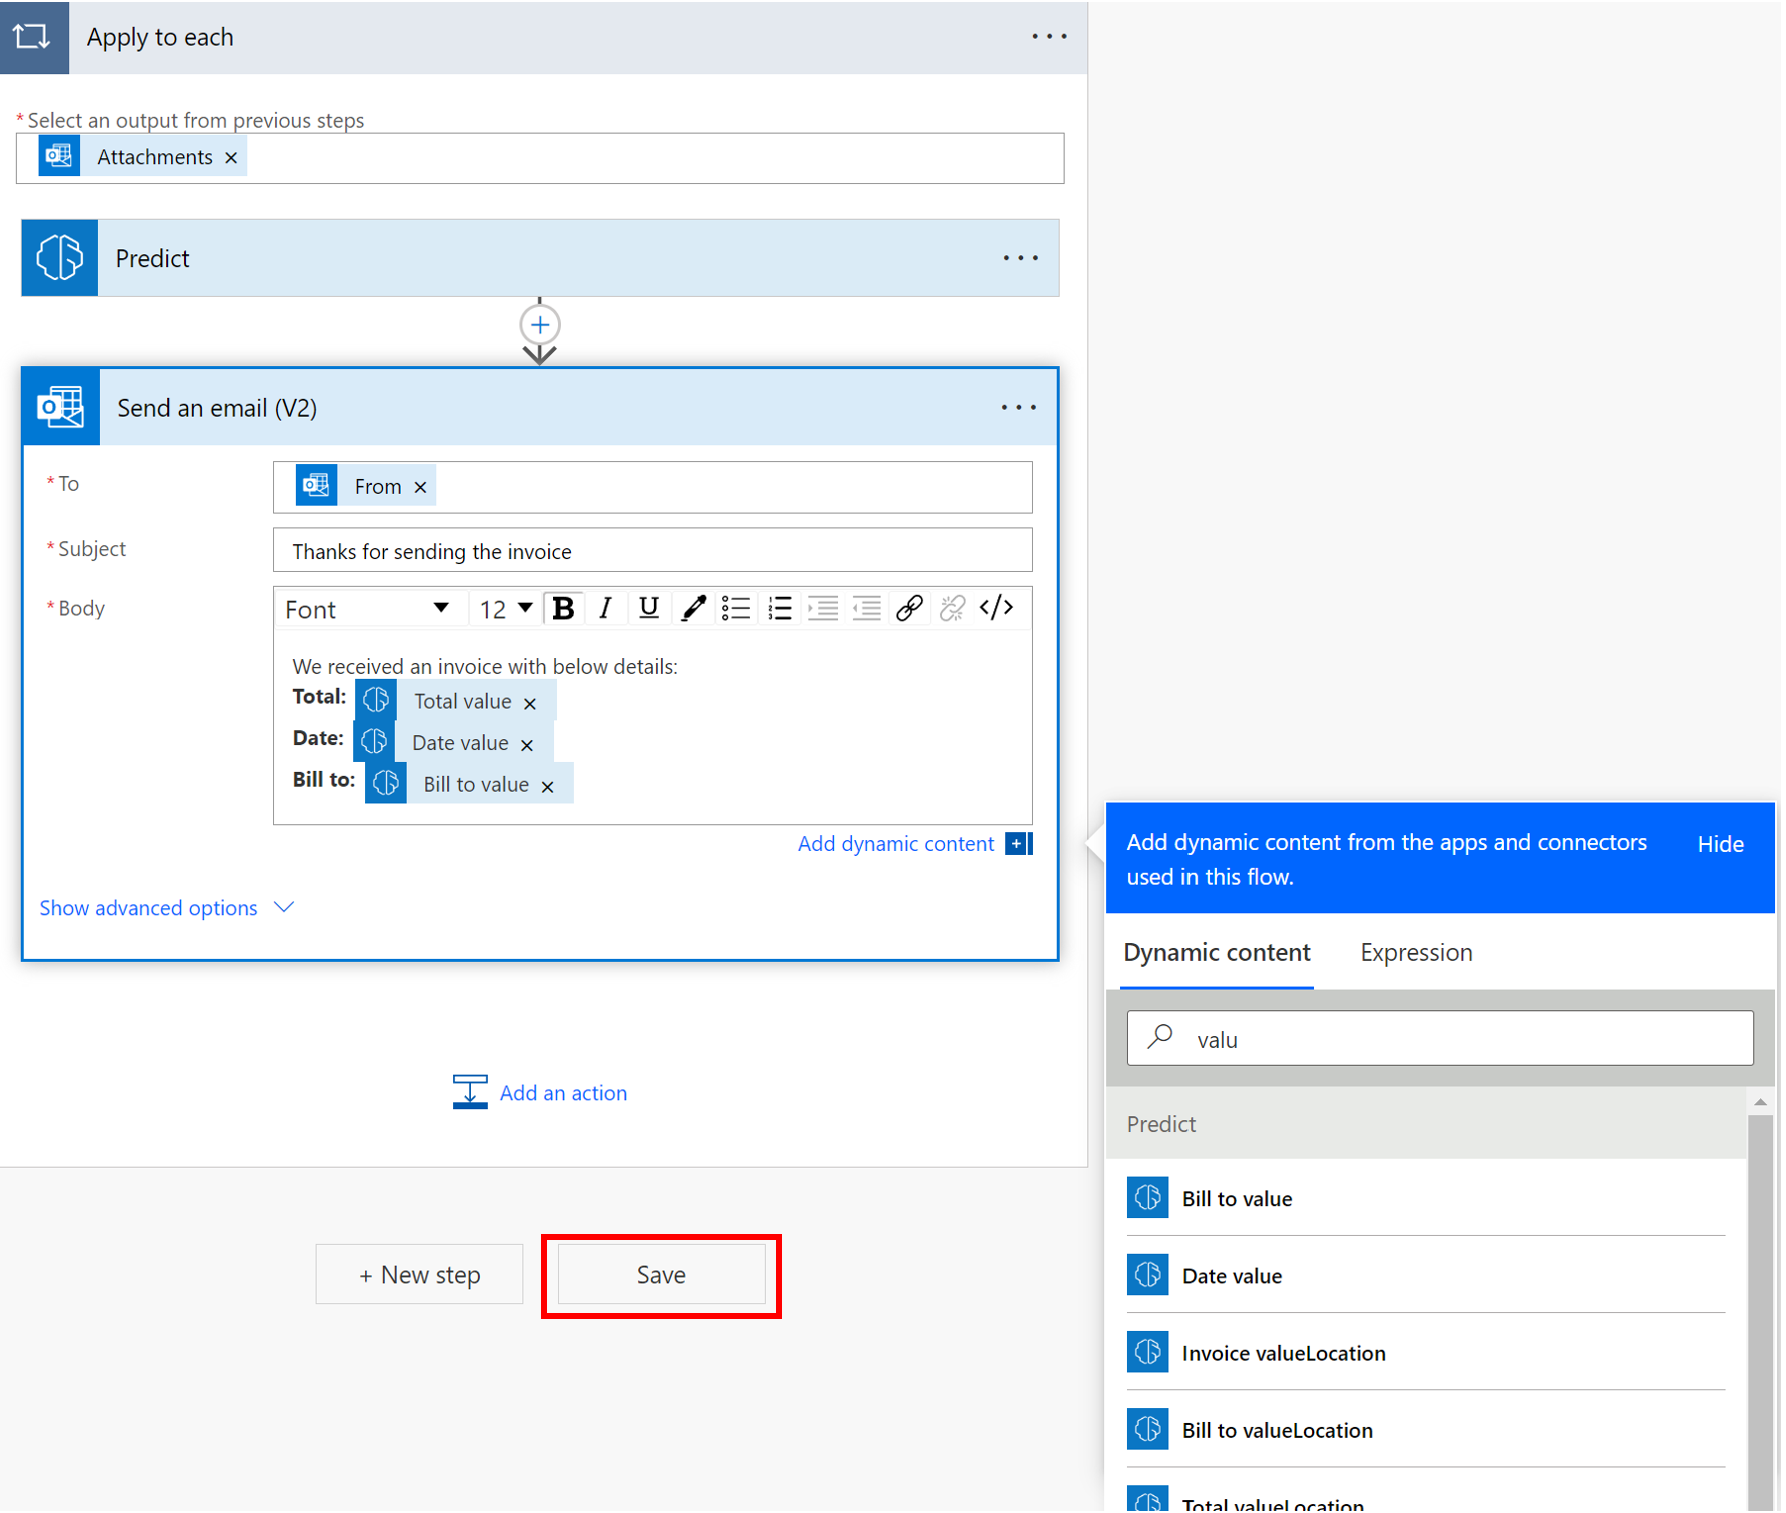 Apply to each
* Select an output from previous steps
Attachments ×
Predict
Send an email (V2)
* To
From ×
* Subject
Thanks for sending the invoice
* Body
Font
12
B I U </>
We received an invoice with below details:
Total: Total value ×
Date: Date value ×
Bill to: Bill to value ×
Add dynamic content +
Show advanced options
Add an action
+ New step
Save
Add dynamic content from the apps and connectors
used in this flow.
Hide
Dynamic content
Expression
valu
Predict
Bill to value
Date value
Invoice valueLocation
Bill to valueLocation
Total valueLocation